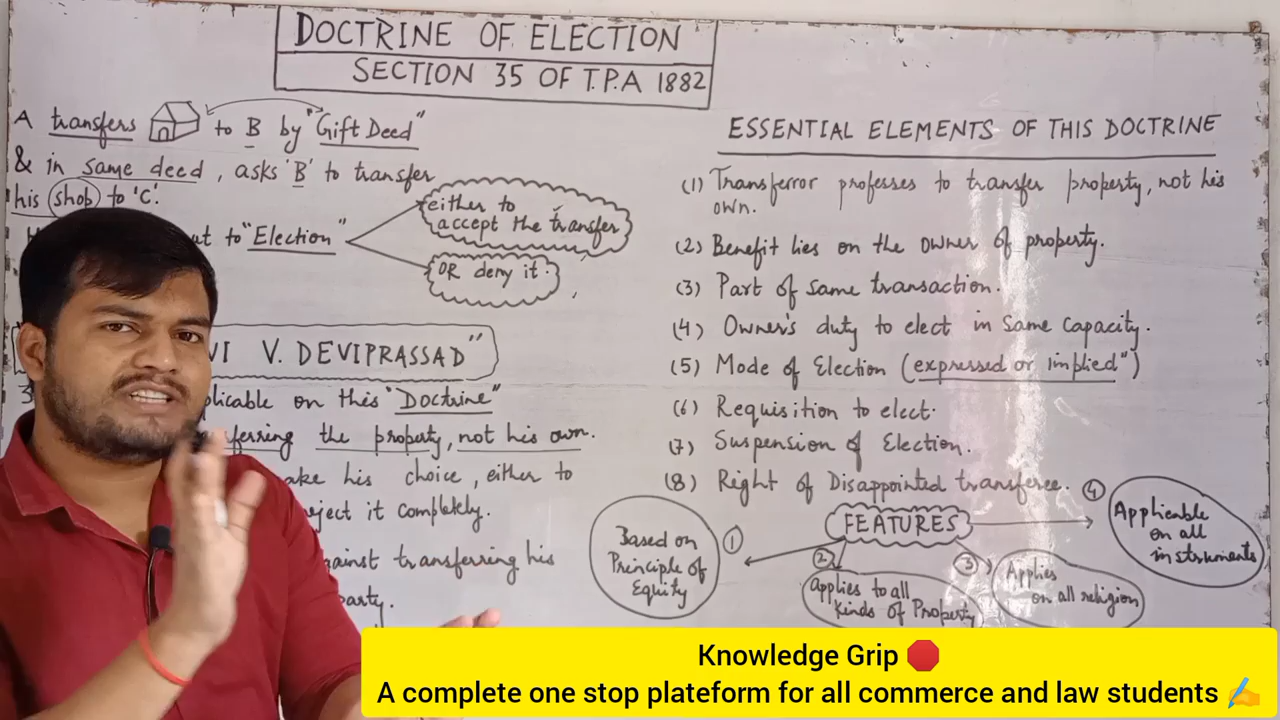 DOCTRINE OF ELECTION
SECTION 35 OF T.P.A 1882
A transfers to B by "Gift Deed"
& in same deed, asks 'B' to transfer
his shop to 'C'.
to "Election"
either to
accept the transfer
OR deny it.
V. DEVIPRASSAD"
on this "Doctrine"
the property, not his own.
his choice, either to
it completely.
transferring his
ESSENTIAL ELEMENTS OF THIS DOCTRINE
(1) Transferror professes to transfer property, not his
own.
(2) Benefit lies on the owner of property.
(3) Part of same transaction.
(4) Owner's duty to elect in same capacity.
(5) Mode of Election (expressed or implied")
(6) Requisition to elect.
(7) Suspension of Election.
(8) Right of Disappointed transferee.
FEATURES
1
Based on
Principle of
Equity
2
Applies to all
kinds of Property
3
Applies
on all religion
4
Applicable
on all
instruments
Knowledge Grip 🛑
A complete one stop plateform for all commerce and law students ✍️